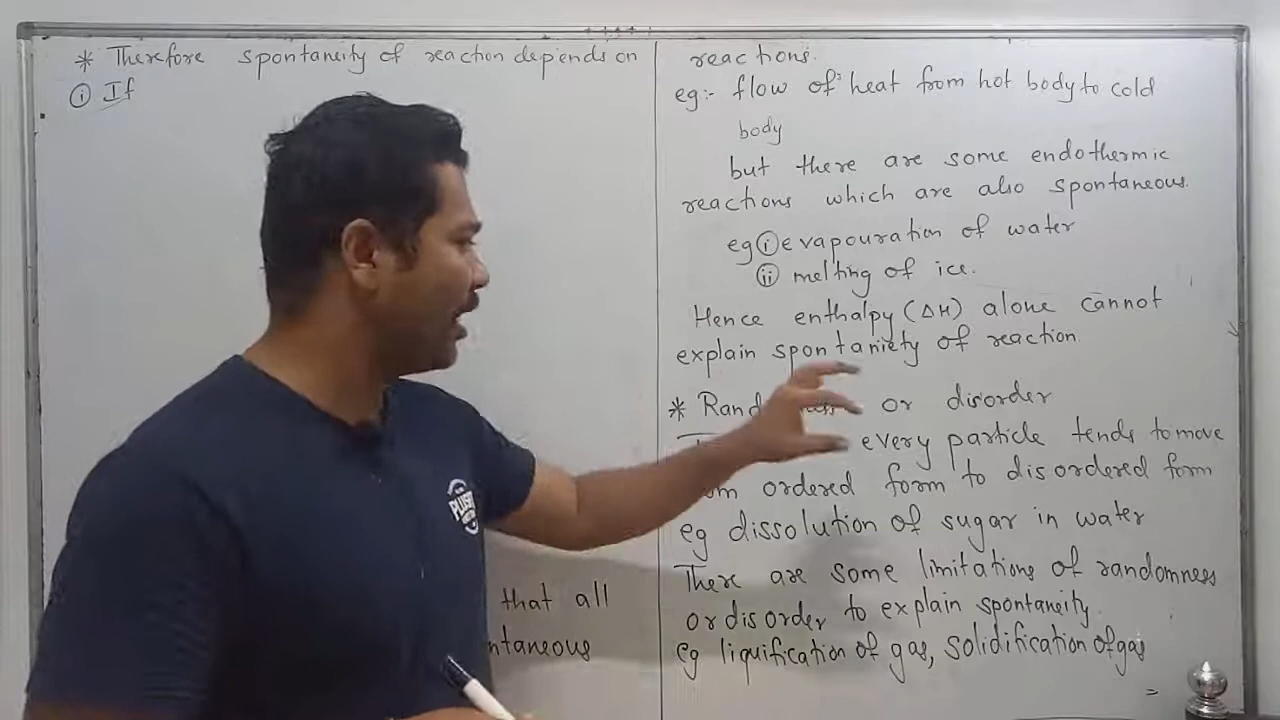 * Therefore spontaneity of reaction depends on
(i) If
that all
ntaneous
reactions.
eg:- flow of heat from hot body to cold
body
but there are some endothermic
reactions which are also spontaneous.
eg (i) evapouration of water
(ii) melting of ice.
Hence enthalpy (ΔH) alone cannot
explain spontaniety of reaction.
* Rand or disorder
every particle tends to move
ordered form to disordered form
eg dissolution of sugar in water
There are some limitations of randomness
or disorder to explain spontaneity.
eg liquification of gas, solidification of gas